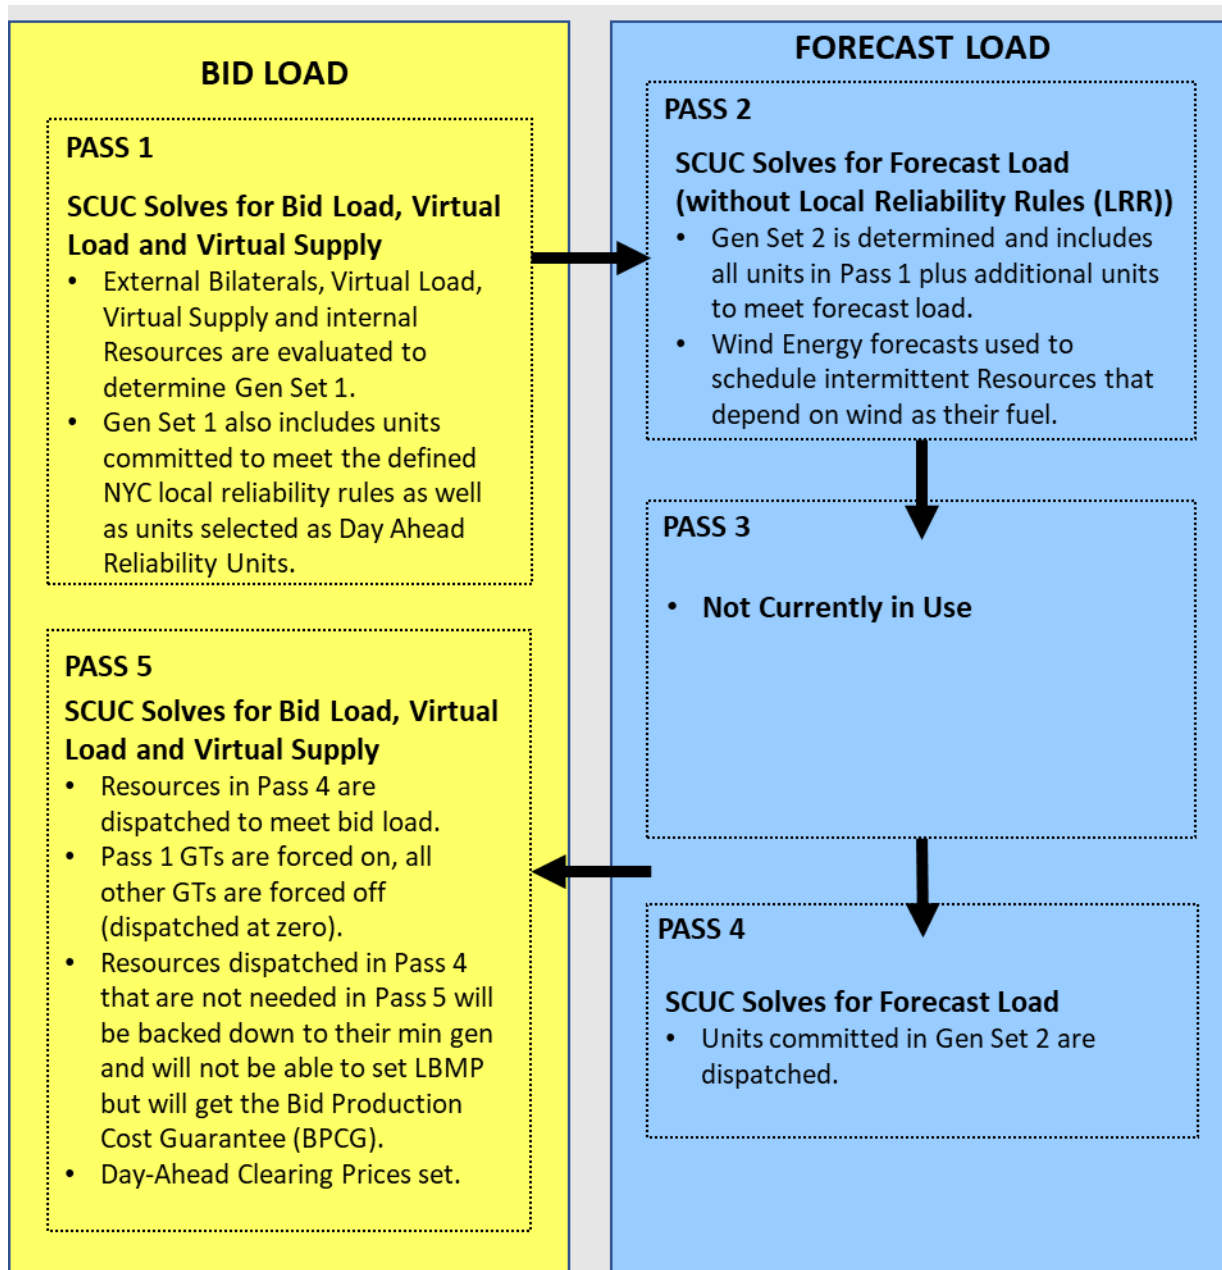 BID LOAD
PASS 1
SCUC Solves for Bid Load, Virtual
Load and Virtual Supply
• External Bilaterals, Virtual Load,
Virtual Supply and internal
Resources are evaluated to
determine Gen Set 1.
• Gen Set 1 also includes units
committed to meet the defined
NYC local reliability rules as well
as units selected as Day Ahead
Reliability Units.
PASS 5
SCUC Solves for Bid Load, Virtual
Load and Virtual Supply
• Resources in Pass 4 are
dispatched to meet bid load.
• Pass 1 GTs are forced on, all
other GTs are forced off
(dispatched at zero).
• Resources dispatched in Pass 4
that are not needed in Pass 5 will
be backed down to their min gen
and will not be able to set LBMP
but will get the Bid Production
Cost Guarantee (BPCG).
• Day-Ahead Clearing Prices set.
FORECAST LOAD
PASS 2
SCUC Solves for Forecast Load
(without Local Reliability Rules (LRR))
• Gen Set 2 is determined and includes
all units in Pass 1 plus additional units
to meet forecast load.
• Wind Energy forecasts used to
schedule intermittent Resources that
depend on wind as their fuel.
PASS 3
• Not Currently in Use
PASS 4
SCUC Solves for Forecast Load
• Units committed in Gen Set 2 are
dispatched.